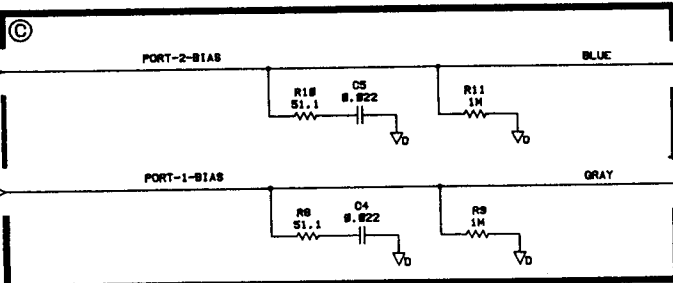 ©
PORT-2-BIAS BLUE
R10 C5 R11
51.1 0.022 1M
D D
PORT-1-BIAS GRAY
R8 C4 R9
51.1 0.022 1M
D D